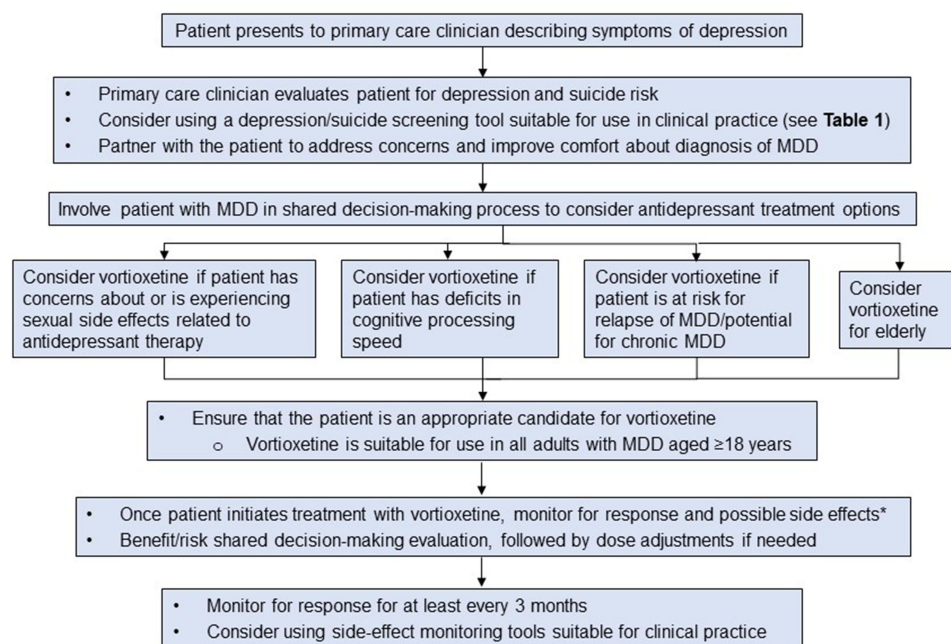 Patient presents to primary care clinician describing symptoms of depression
• Primary care clinician evaluates patient for depression and suicide risk
• Consider using a depression/suicide screening tool suitable for use in clinical practice (see Table 1)
• Partner with the patient to address concerns and improve comfort about diagnosis of MDD
Involve patient with MDD in shared decision-making process to consider antidepressant treatment options
Consider vortioxetine if patient has
concerns about or is experiencing
sexual side effects related to
antidepressant therapy
Consider vortioxetine if
patient has deficits in
cognitive processing
speed
Consider vortioxetine if
patient is at risk for
relapse of MDD/potential
for chronic MDD
Consider
vortioxetine
for elderly
• Ensure that the patient is an appropriate candidate for vortioxetine
o Vortioxetine is suitable for use in all adults with MDD aged ≥18 years
• Once patient initiates treatment with vortioxetine, monitor for response and possible side effects*
• Benefit/risk shared decision-making evaluation, followed by dose adjustments if needed
• Monitor for response for at least every 3 months
• Consider using side-effect monitoring tools suitable for clinical practice